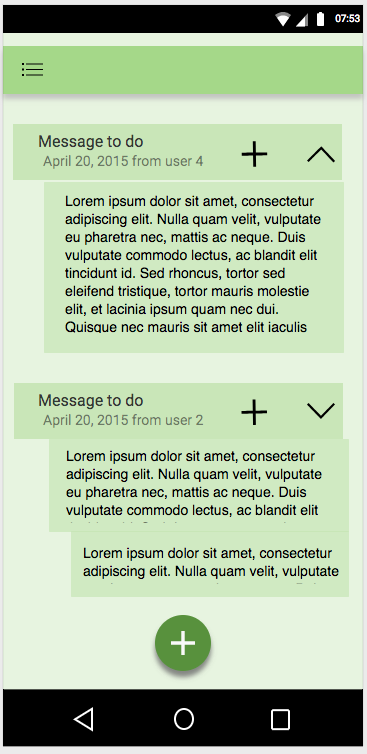 07:53
Message to do
April 20, 2015 from user 4
Lorem ipsum dolor sit amet, consectetur
adipiscing elit. Nulla quam velit, vulputate
eu pharetra nec, mattis ac neque. Duis
vulputate commodo lectus, ac blandit elit
tincidunt id. Sed rhoncus, tortor sed
eleifend tristique, tortor mauris molestie
elit, et lacinia ipsum quam nec dui.
Quisque nec mauris sit amet elit iaculis
Message to do
April 20, 2015 from user 2
Lorem ipsum dolor sit amet, consectetur
adipiscing elit. Nulla quam velit, vulputate
eu pharetra nec, mattis ac neque. Duis
vulputate commodo lectus, ac blandit elit
Lorem ipsum dolor sit amet, consectetur
adipiscing elit. Nulla quam velit, vulputate